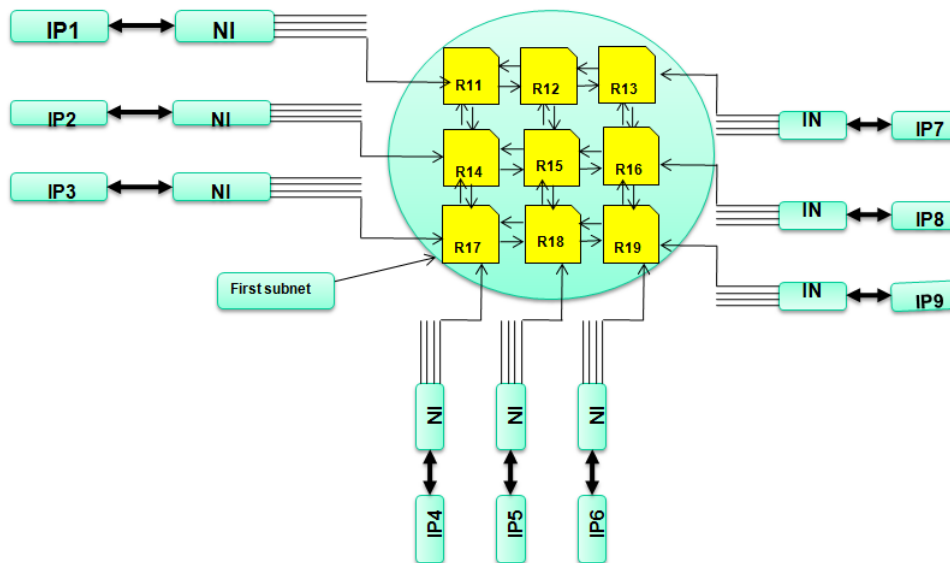 IP1
NI
R11
R12
R13
IP2
NI
IN
IP7
R14
R15
R16
IP3
NI
IN
IP8
R17
R18
R19
First subnet
IN
IP9
NI
NI
NI
IP4
IP5
IP6